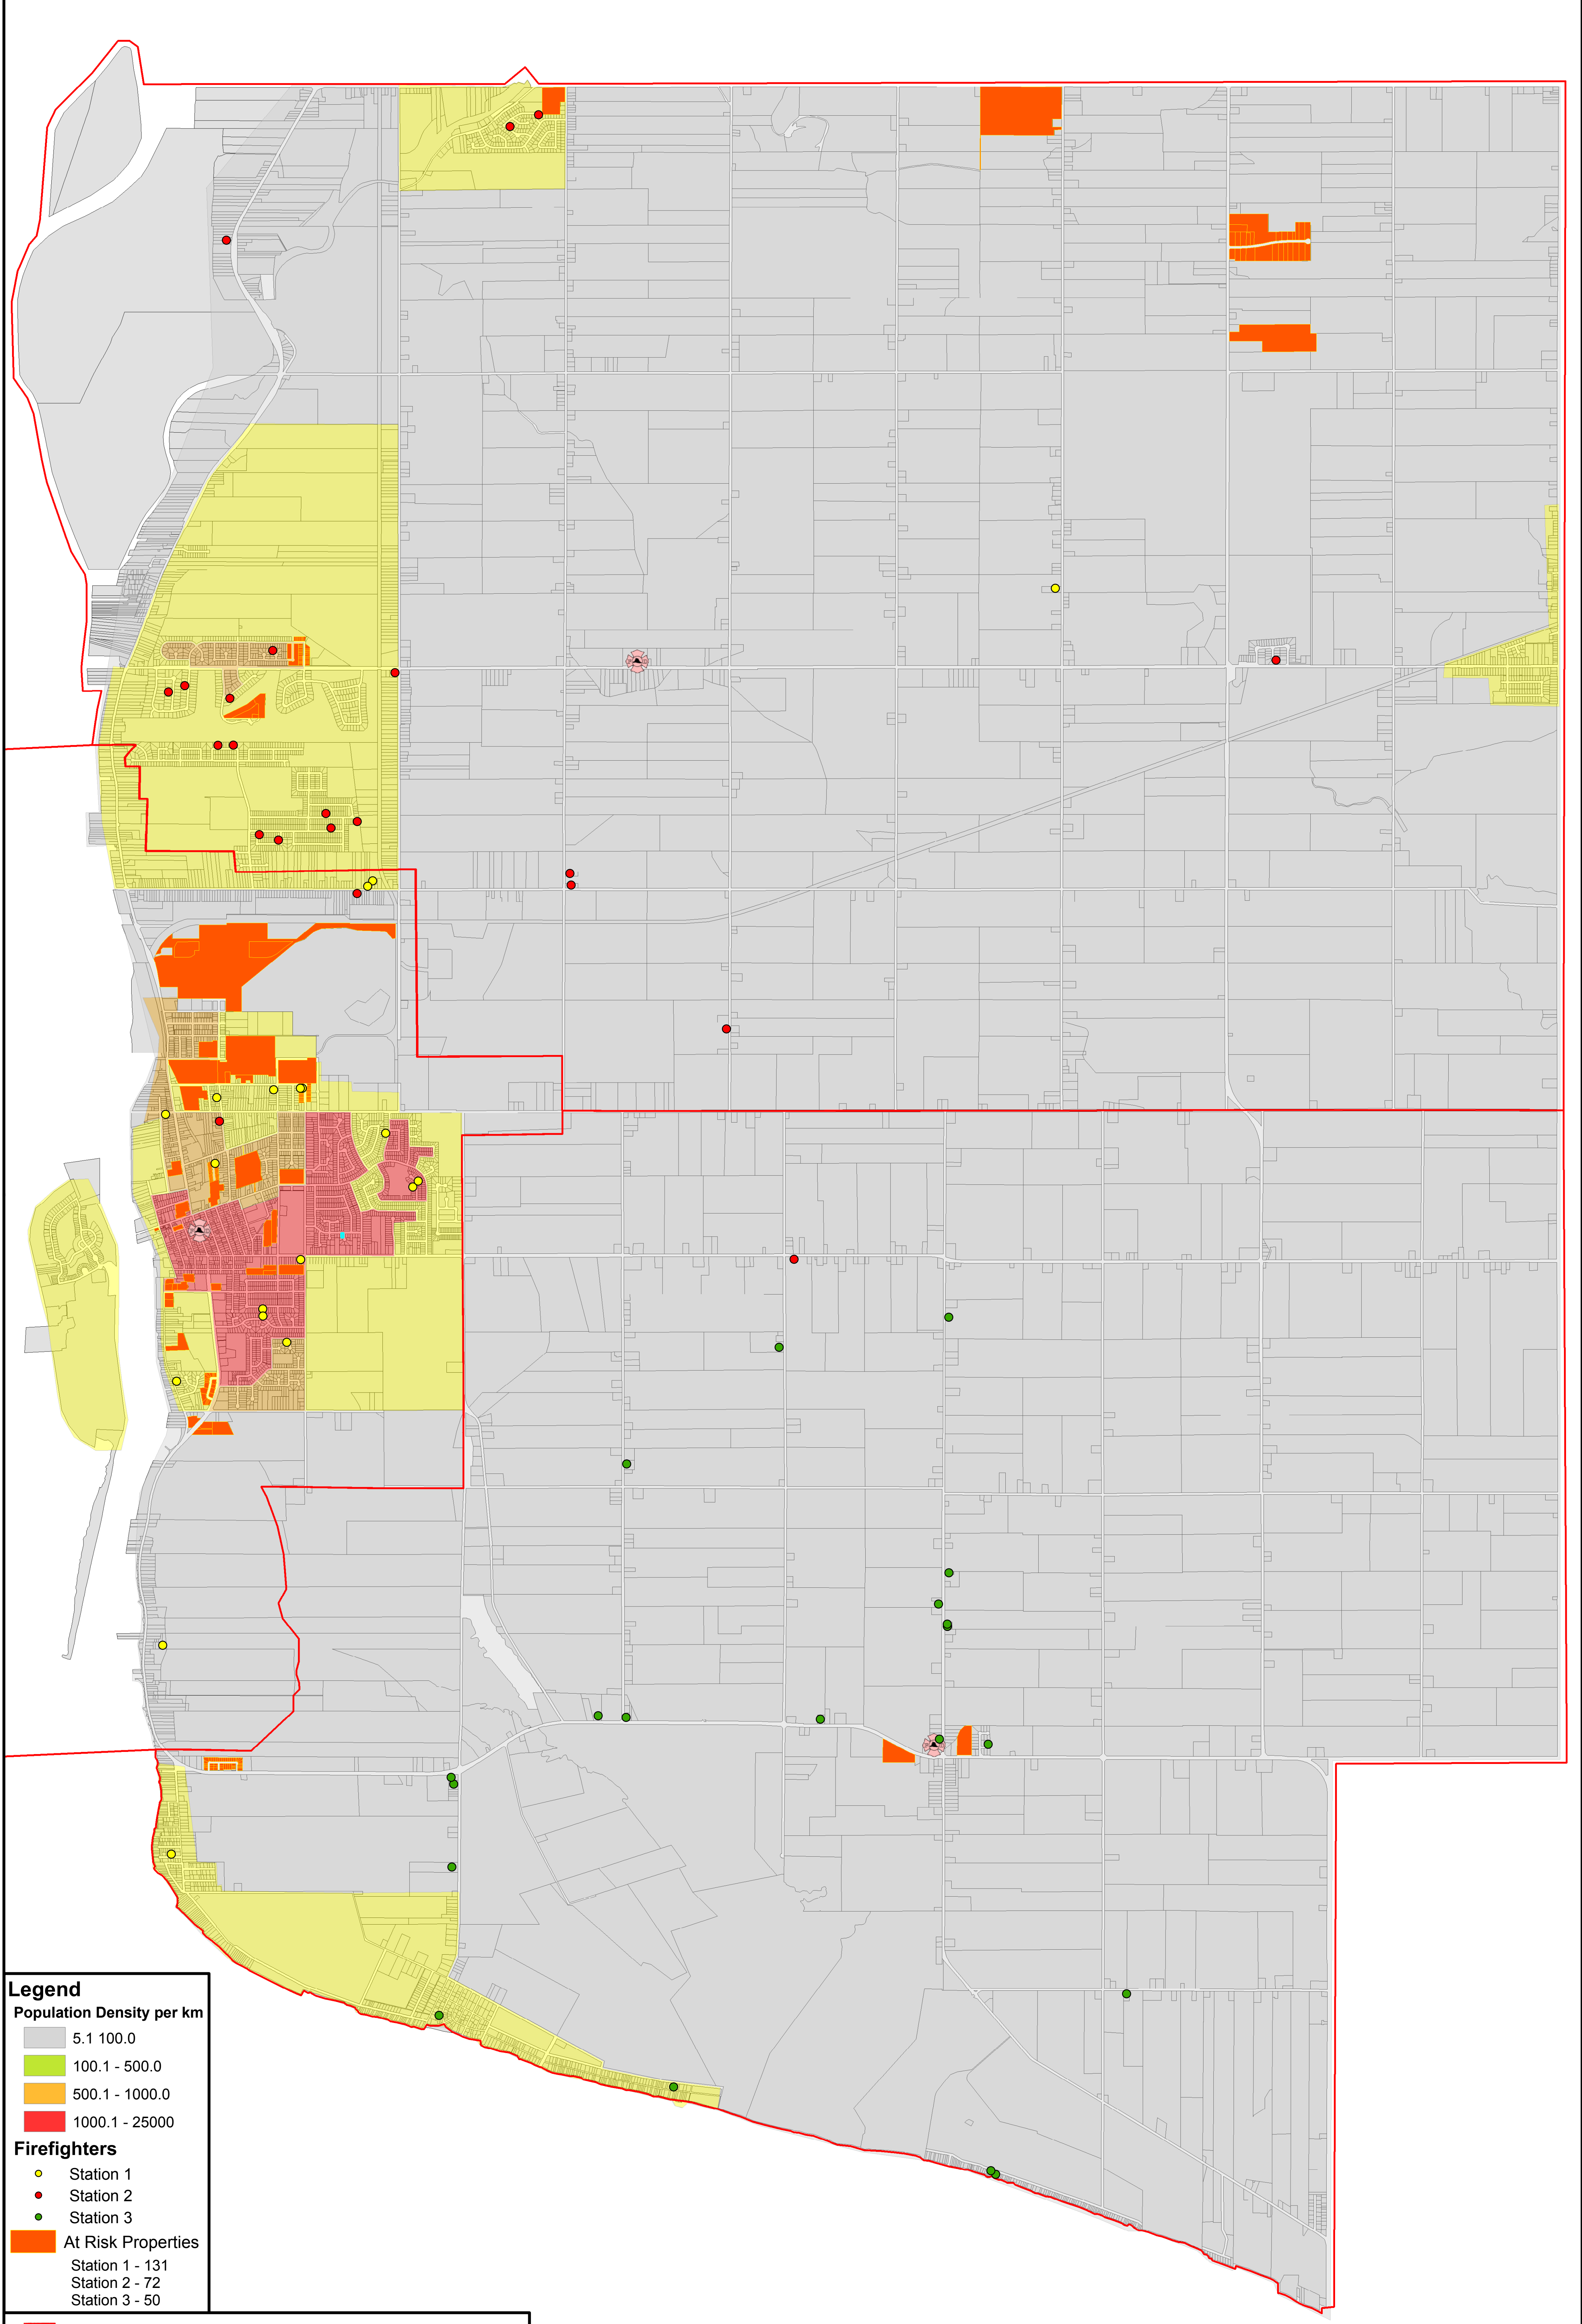 Legend
Population Density per km
5.1 100.0
100.1 - 500.0
500.1 - 1000.0
1000.1 - 25000
Firefighters
Station 1
Station 2
Station 3
At Risk Properties
Station 1 - 131
Station 2 - 72
Station 3 - 50